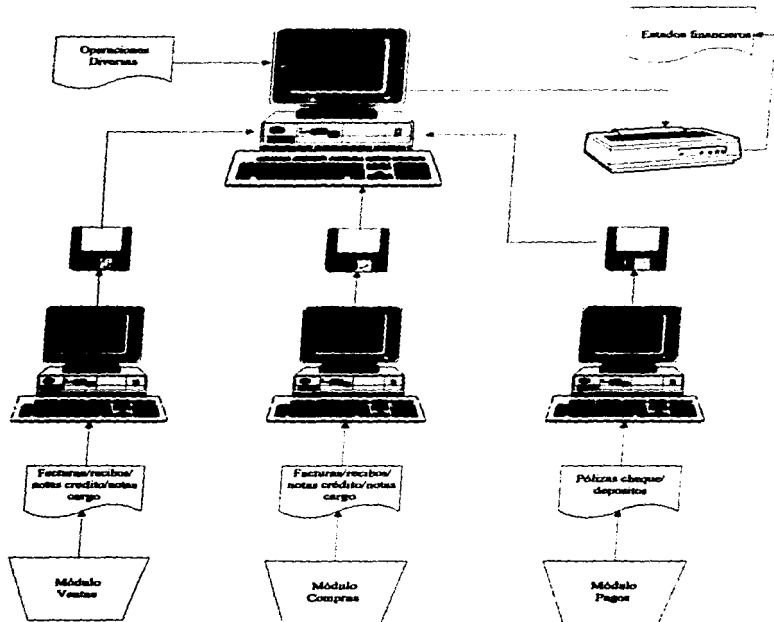 Operaciones
Diversas
Estados financieros
Facturas/recibos/
notas credito/notas
cargo
Facturas/recibos/
notas crédito/notas
cargo
Pólizas cheque/
depositos
Módulo
Ventas
Módulo
Compras
Módulo
Pagos